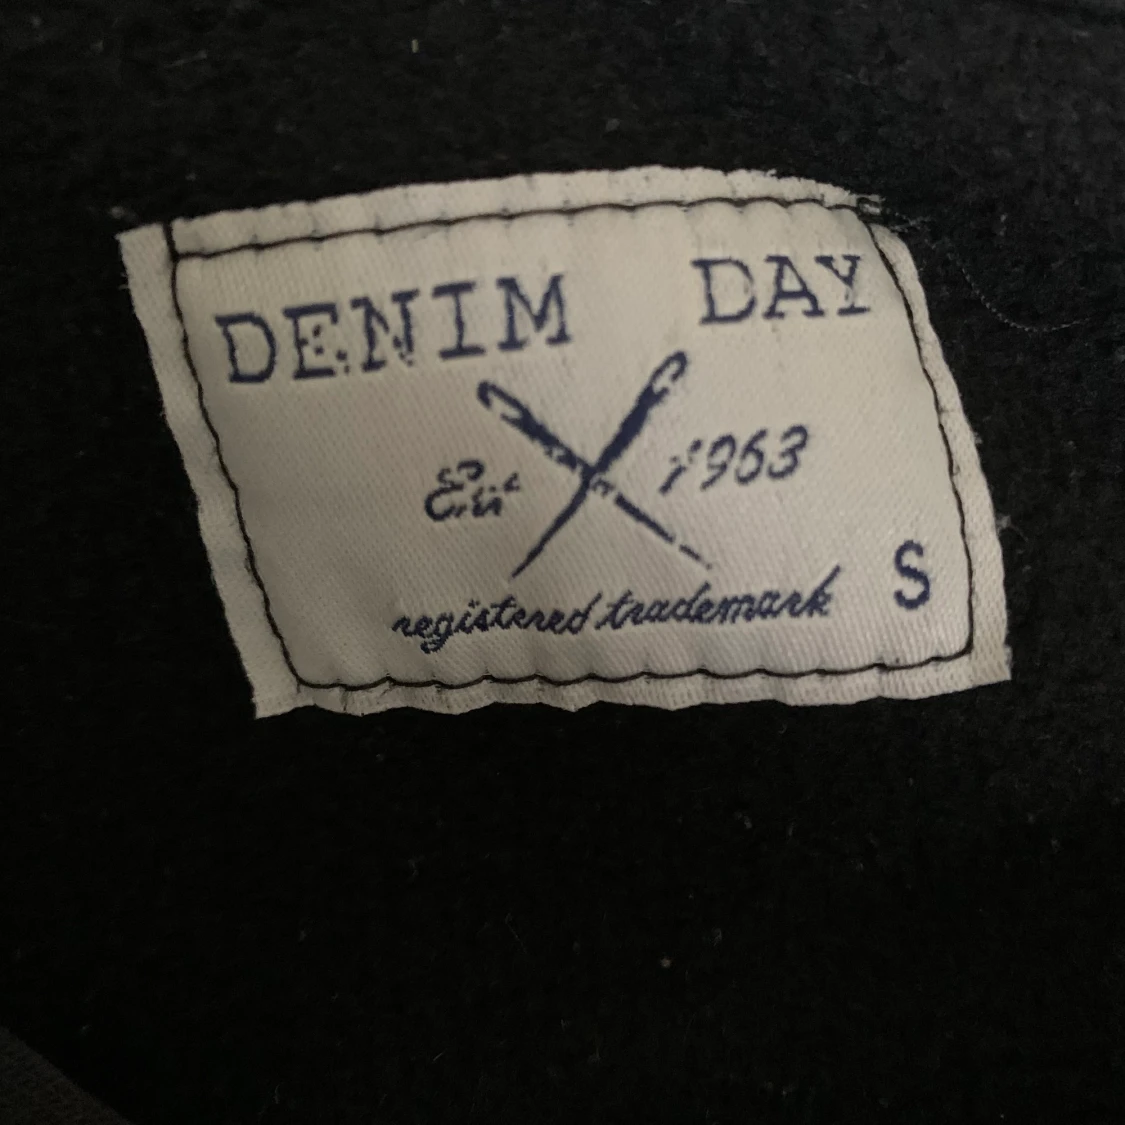 DENIM DAY
Est 1963
registered trademark S